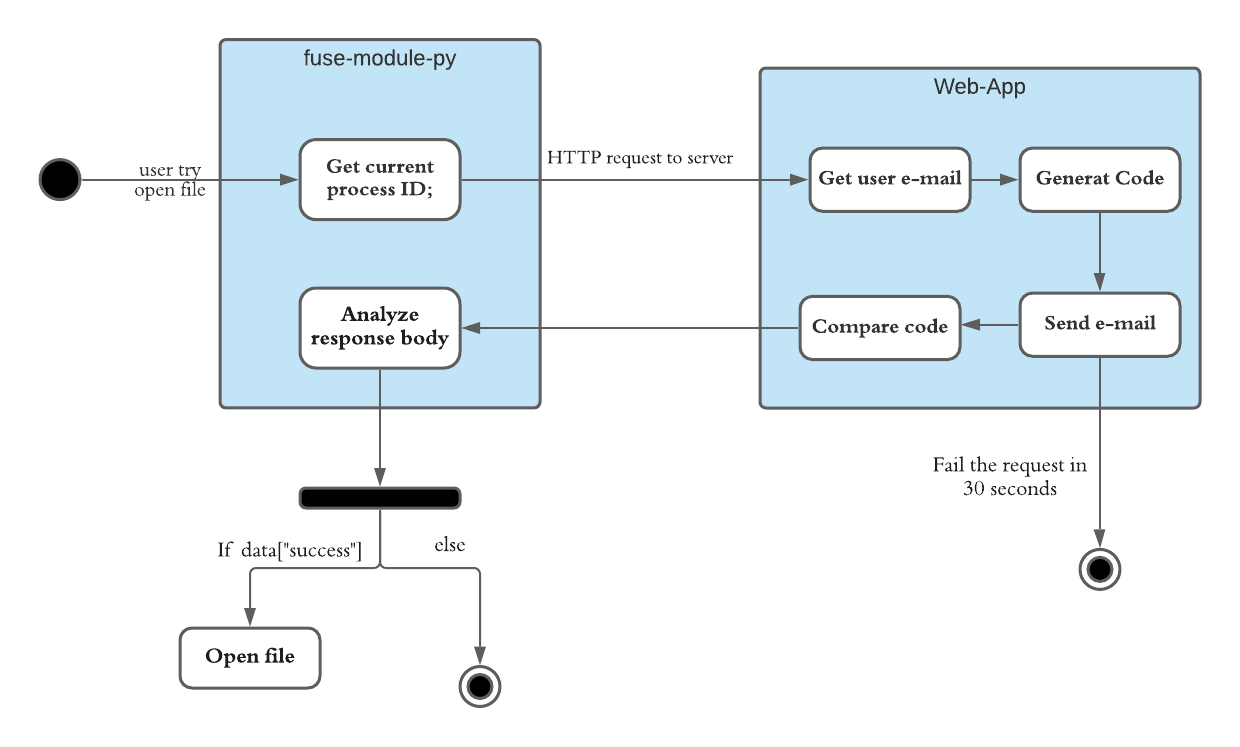 fuse-module-py
Web-App
user try
open file
Get current
process ID;
HTTP request to server
Get user e-mail
Generat Code
Analyze
response body
Compare code
Send e-mail
Fail the request in
30 seconds
If data["success"]
else
Open file